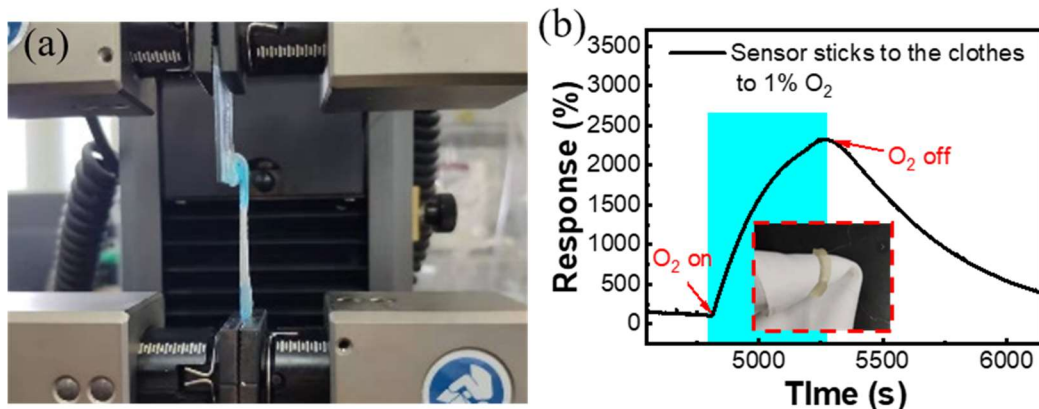 (a)
(b)
3500
3000
2500
2000
1500
1000
500
0
Response (%)
Sensor sticks to the clothes
to 1% O₂
O₂ off
O₂ on
5000
5500
6000
TIme (s)